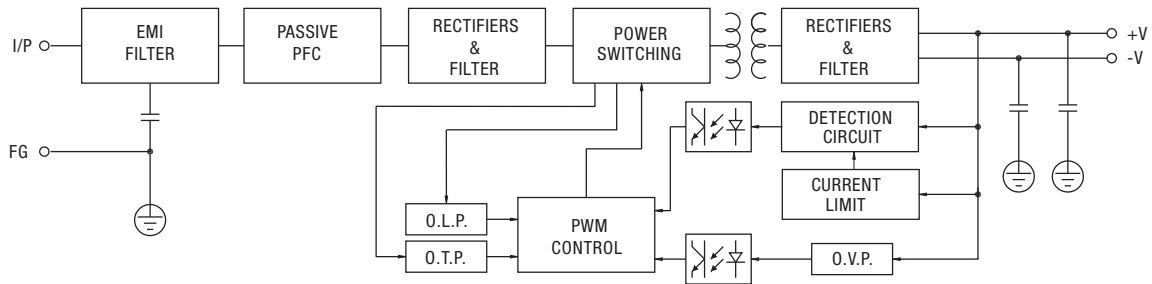 I/P
EMI
FILTER
PASSIVE
PFC
RECTIFIERS
&
FILTER
POWER
SWITCHING
RECTIFIERS
&
FILTER
+V
-V
FG
DETECTION
CIRCUIT
CURRENT
LIMIT
O.L.P.
O.T.P.
PWM
CONTROL
O.V.P.